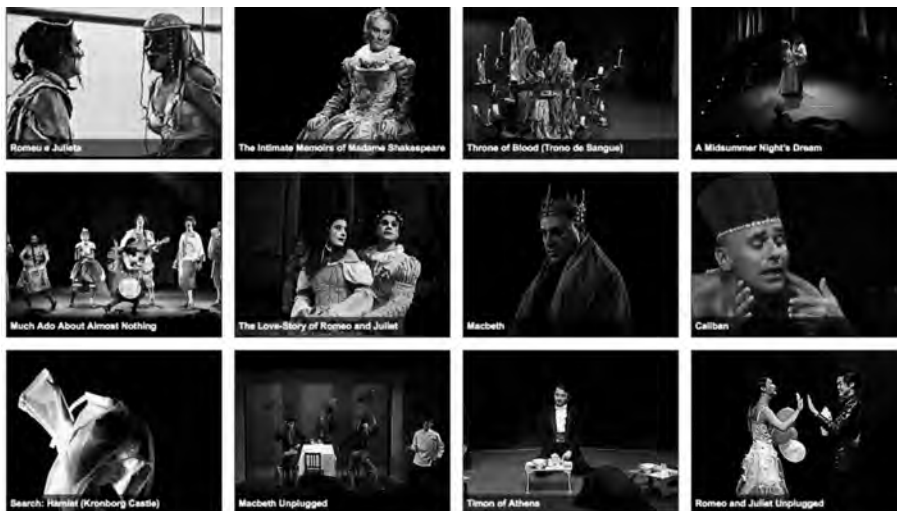 Romeu e Julieta
The Intimate Memoirs of Madame Shakespeare
Throne of Blood (Trono de Sangue)
A Midsummer Night's Dream
Much Ado About Almost Nothing
The Love-Story of Romeo and Juliet
Macbeth
Caliban
Search: Hamlet (Kronborg Castle)
Macbeth Unplugged
Timon of Athens
Romeo and Juliet Unplugged